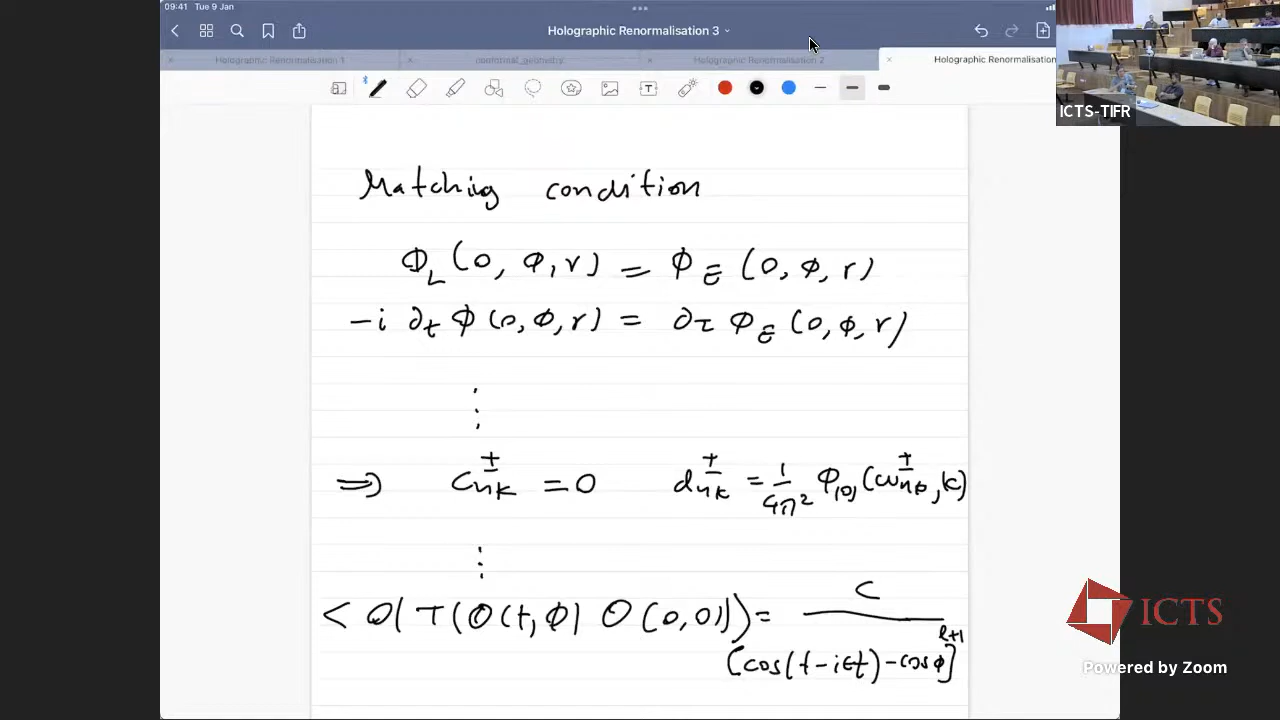 09:41 Tue 9 Jan
Holographic Renormalisation 3
Holographic Renormalisation 1
conformal_geometry
Holographic Renormalisation 2
Holographic Renormalisation
ICTS-TIFR
Matching condition
Φ_L (0, φ, r) = Φ_E (0, φ, r)
-i ∂_t Φ (0, φ, r) = ∂_τ Φ_E (0, φ, r)
⋮
⇒ C^±_{nk} = 0 d^±_{nk} = 1/4π² Φ_{(0)} (ω^±_{nk}, k)
⋮
< 0| T (O(t, φ) O(0,0)) > = C / [cos(t-iεt) - cos φ]^{l+1}
ICTS
Powered by Zoom